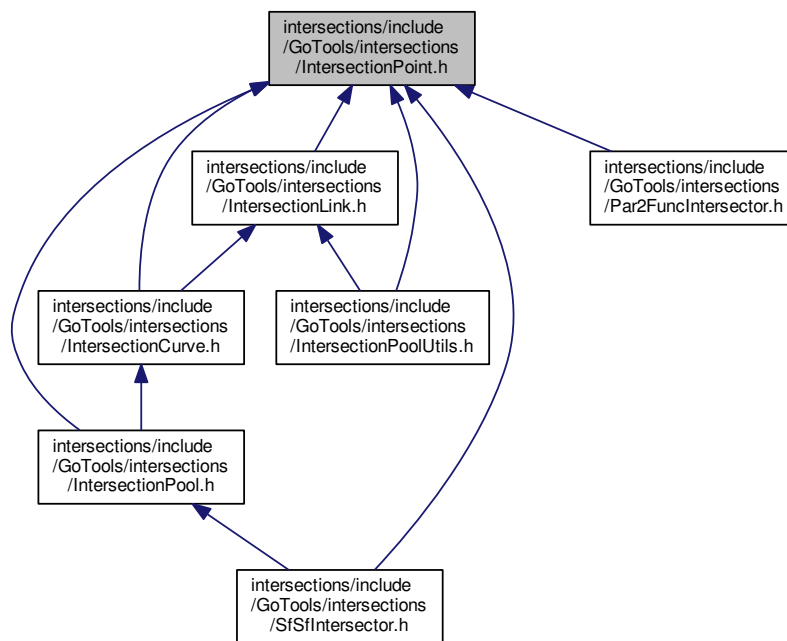 intersections/include
/GoTools/intersections
/IntersectionPoint.h
intersections/include
/GoTools/intersections
/IntersectionLink.h
intersections/include
/GoTools/intersections
/Par2FuncIntersector.h
intersections/include
/GoTools/intersections
/IntersectionCurve.h
intersections/include
/GoTools/intersections
/IntersectionPoolUtils.h
intersections/include
/GoTools/intersections
/IntersectionPool.h
intersections/include
/GoTools/intersections
/SfSfIntersector.h